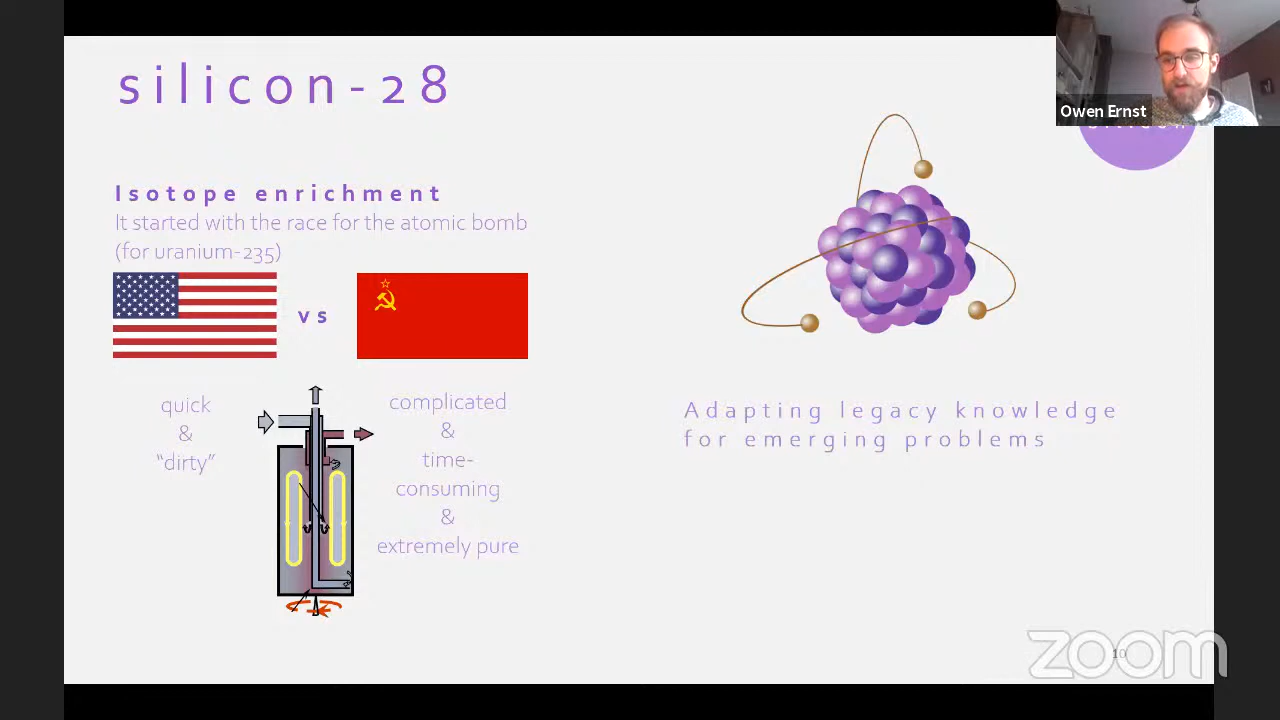 silicon-28
Owen Ernst
Isotope enrichment
It started with the race for the atomic bomb
(for uranium-235)
vs
quick
&
“dirty”
complicated
&
time-
consuming
&
extremely pure
Adapting legacy knowledge
for emerging problems
10
zoom